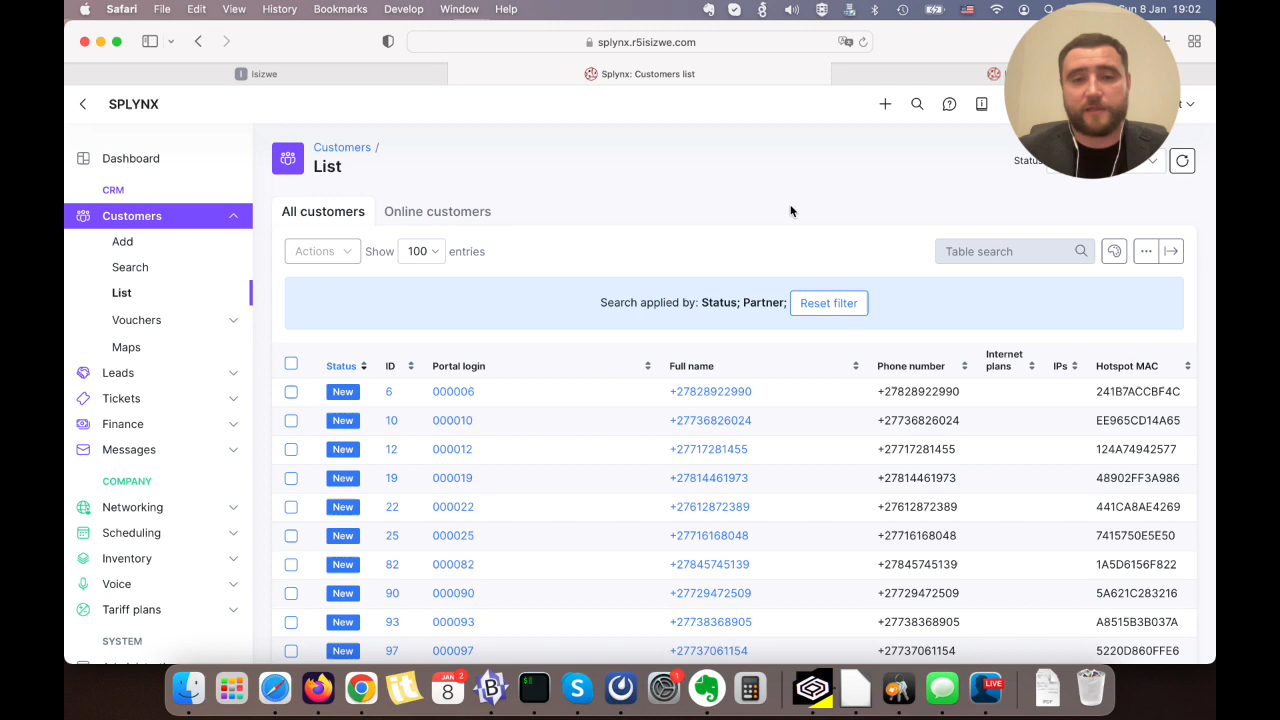 Safari File Edit View History Bookmarks Develop Window Help Sun 8 Jan 19:02
splynx.r5isizwe.com
I Isizwe
Splynx: Customers list
SPLYNX
Dashboard
CRM
Customers
Add
Search
List
Vouchers
Maps
Leads
Tickets
Finance
Messages
COMPANY
Networking
Scheduling
Inventory
Voice
Tariff plans
SYSTEM
Customers /
List
Status
All customers Online customers
Actions Show 100 entries
Table search
Search applied by: Status; Partner; Reset filter
Status ID Portal login Full name Phone number Internet plans IPs Hotspot MAC
New 6 000006 +27828922990 +27828922990 241B7ACCBF4C
New 10 000010 +27736826024 +27736826024 EE965CD14A65
New 12 000012 +27717281455 +27717281455 124A74942577
New 19 000019 +27814461973 +27814461973 48902FF3A986
New 22 000022 +27612872389 +27612872389 441CA8AE4269
New 25 000025 +27716168048 +27716168048 7415750E5E50
New 82 000082 +27845745139 +27845745139 1A5D6156F822
New 90 000090 +27729472509 +27729472509 5A621C283216
New 93 000093 +27738368905 +27738368905 A8515B3B037A
New 97 000097 +27737061154 +27737061154 5220D860FFE6
JAN 2
8
1
LIVE
PDF